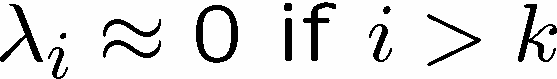 λ_i ≈ 0 if i > k